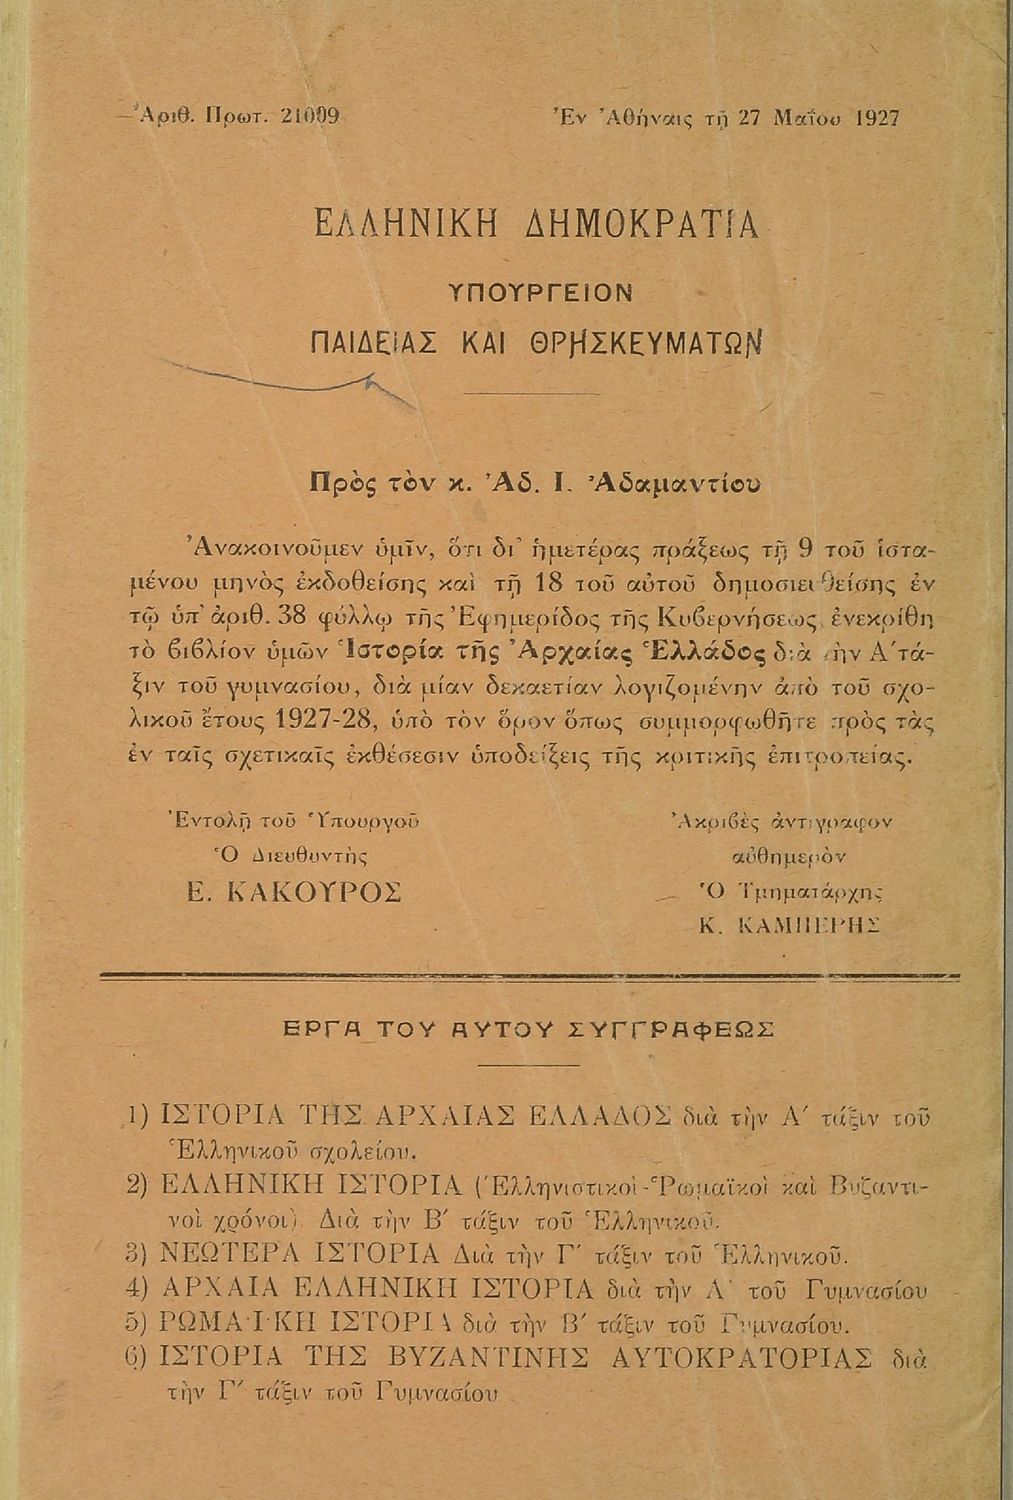 Ἀριθ. Πρωτ. 21009
Ἐν Ἀθήναις τῇ 27 Μαΐου 1927
ΕΛΛΗΝΙΚΗ ΔΗΜΟΚΡΑΤΙΑ
ΥΠΟΥΡΓΕΙΟΝ
ΠΑΙΔΕΙΑΣ ΚΑΙ ΘΡΗΣΚΕΥΜΑΤΩΝ
Πρὸς τὸν κ. Ἀδ. Ι. Ἀδαμαντίου
Ἀνακοινοῦμεν ὑμῖν, ὅτι δι' ἡμετέρας πράξεως τῇ 9 τοῦ ἱστα-
μένου μηνὸς ἐκδοθείσης καὶ τῇ 18 τοῦ αὐτοῦ δημοσιευθείσης ἐν
τῷ ὑπ' ἀριθ. 38 φύλλῳ τῆς Ἐφημερίδος τῆς Κυβερνήσεως, ἐνεκρίθη
τὸ βιβλίον ὑμῶν Ἱστορία τῆς Ἀρχαίας Ἑλλάδος διὰ τὴν Α' τά-
ξιν τοῦ γυμνασίου, διὰ μίαν δεκαετίαν λογιζομένην ἀπὸ τοῦ σχο-
λικοῦ ἔτους 1927-28, ὑπὸ τὸν ὅρον ὅπως συμμορφωθῆτε πρὸς τὰς
ἐν ταῖς σχετικαῖς ἐκθέσεσιν ὑποδείξεις τῆς κριτικῆς ἐπιτροπείας.
Ἐντολῇ τοῦ Ὑπουργοῦ
Ὁ Διευθυντὴς
Ε. ΚΑΚΟΥΡΟΣ
Ἀκριβὲς ἀντίγραφον
αὐθημερὸν
Ὁ Τμηματάρχης
Κ. ΚΑΜΠΕΡΗΣ
ΕΡΓΑ ΤΟΥ ΑΥΤΟΥ ΣΥΓΓΡΑΦΕΩΣ
1) ΙΣΤΟΡΙΑ ΤΗΣ ΑΡΧΑΙΑΣ ΕΛΛΑΔΟΣ διὰ τὴν Α' τάξιν τοῦ
Ἑλληνικοῦ σχολείου.
2) ΕΛΛΗΝΙΚΗ ΙΣΤΟΡΙΑ (Ἑλληνιστικοὶ-Ῥωμαϊκοὶ καὶ Βυζαντι-
νοὶ χρόνοι) Διὰ τὴν Β' τάξιν τοῦ Ἑλληνικοῦ.
3) ΝΕΩΤΕΡΑ ΙΣΤΟΡΙΑ Διὰ τὴν Γ' τάξιν τοῦ Ἑλληνικοῦ.
4) ΑΡΧΑΙΑ ΕΛΛΗΝΙΚΗ ΙΣΤΟΡΙΑ διὰ τὴν Α' τοῦ Γυμνασίου
5) ΡΩΜΑ·Ι·ΚΗ ΙΣΤΟΡΙΑ διὰ τὴν Β' τάξιν τοῦ Γυμνασίου.
6) ΙΣΤΟΡΙΑ ΤΗΣ ΒΥΖΑΝΤΙΝΗΣ ΑΥΤΟΚΡΑΤΟΡΙΑΣ διὰ
τὴν Γ' τάξιν τοῦ Γυμνασίου